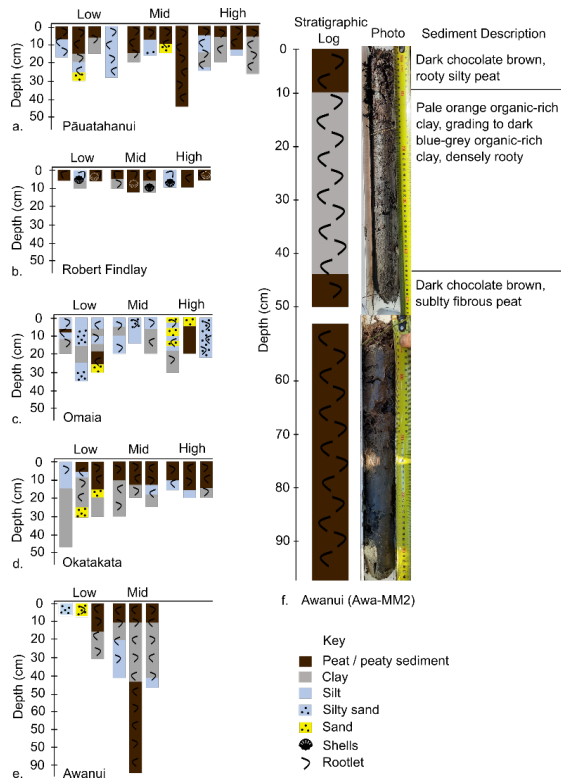 Low Mid High
0
10
20
30
40
50
Depth (cm)
a. Pāuatahanui
Low Mid High
0
10
20
30
40
50
Depth (cm)
b. Robert Findlay
Low Mid High
0
10
20
30
40
50
Depth (cm)
c. Omaia
Low Mid High
0
10
20
30
40
50
Depth (cm)
d. Okatakata
Low Mid
0
10
20
30
40
50
90
Depth (cm)
e. Awanui
Stratigraphic
Log
Photo
Sediment Description
0
10
20
30
40
50
60
70
80
90
Depth (cm)
Dark chocolate brown,
rooty silty peat
Pale orange organic-rich
clay, grading to dark
blue-grey organic-rich
clay, densely rooty
Dark chocolate brown,
sublty fibrous peat
f. Awanui (Awa-MM2)
Key
Peat / peaty sediment
Clay
Silt
Silty sand
Sand
Shells
Rootlet